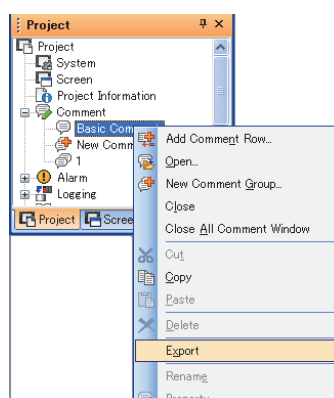 Project
Project
System
Screen
Project Information
Comment
Basic Com
New Comm
1
Alarm
Logging
Project
Scree
Add Comment Row...
Open...
New Comment Group...
Close
Close All Comment Window
Cut
Copy
Paste
Delete
Export
Rename
Property